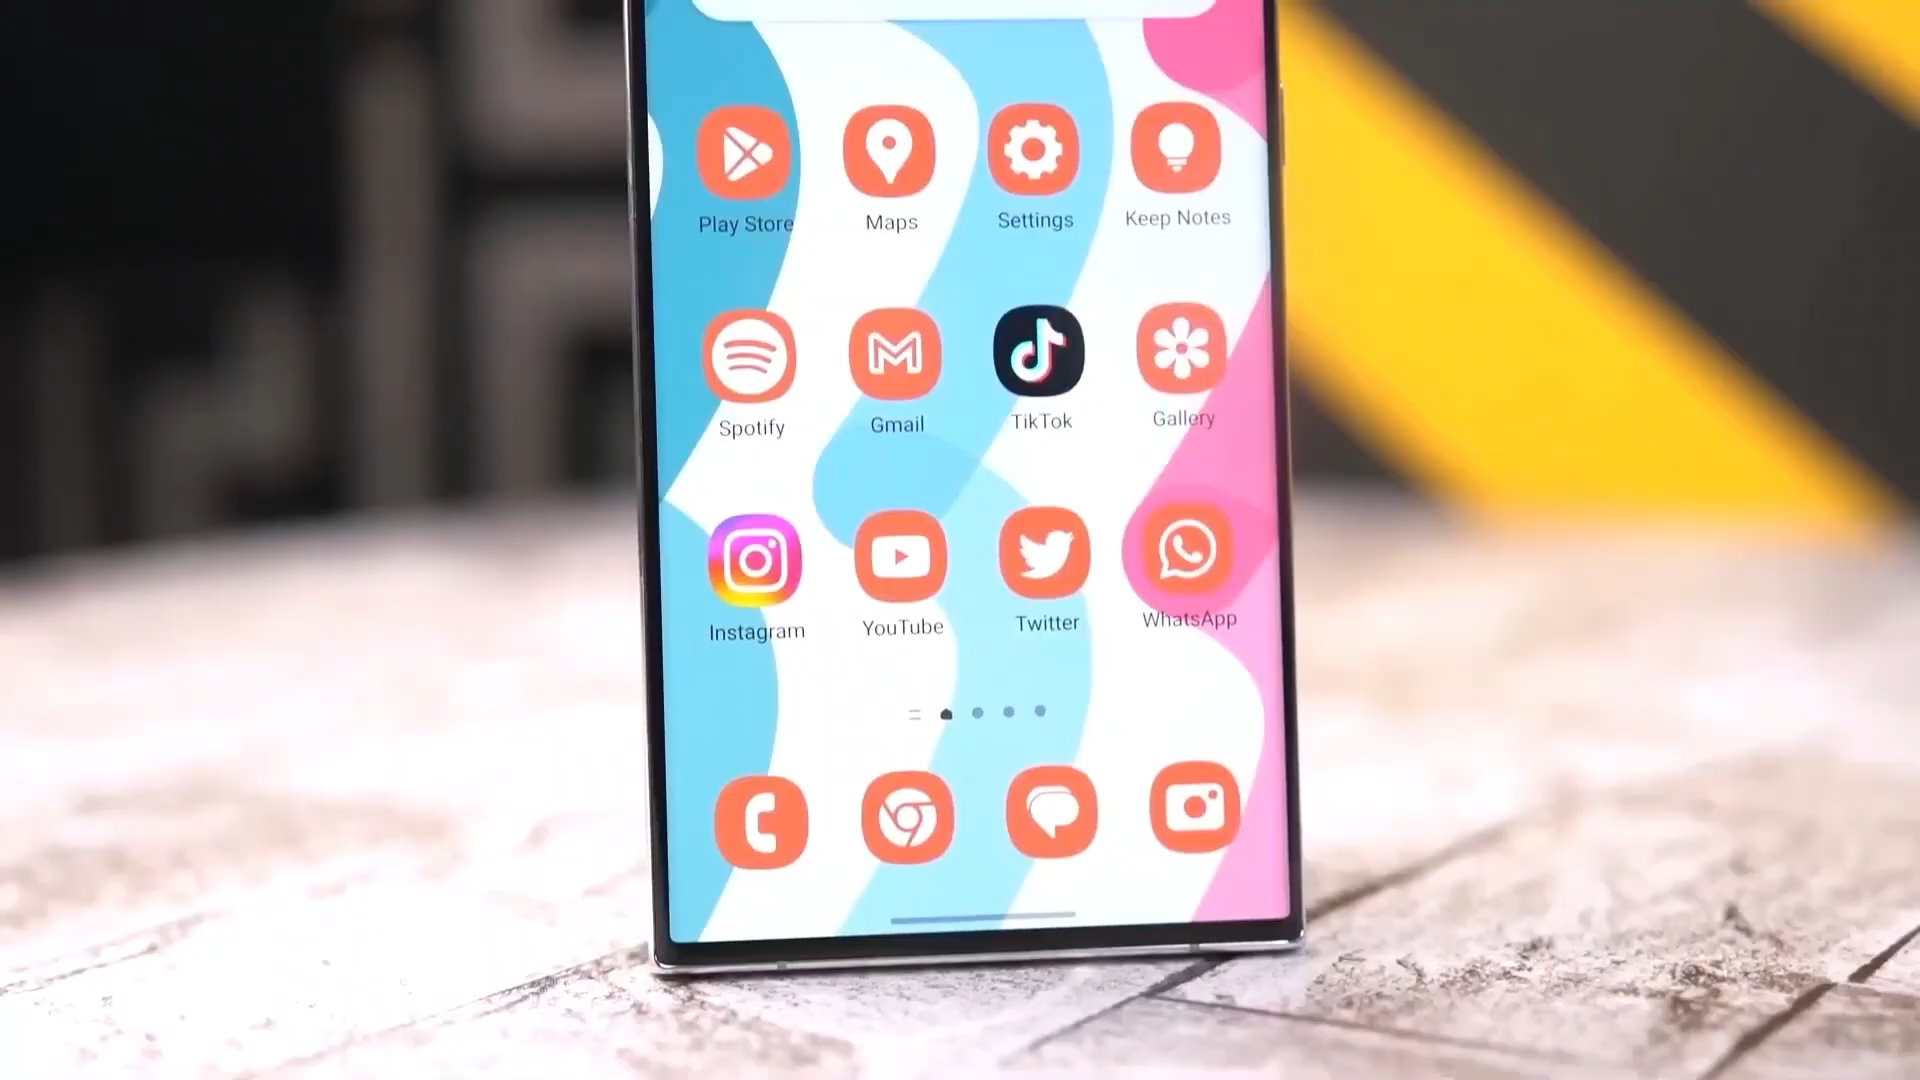 Play Store
Maps
Settings
Keep Notes
Spotify
Gmail
TikTok
Gallery
Instagram
YouTube
Twitter
WhatsApp